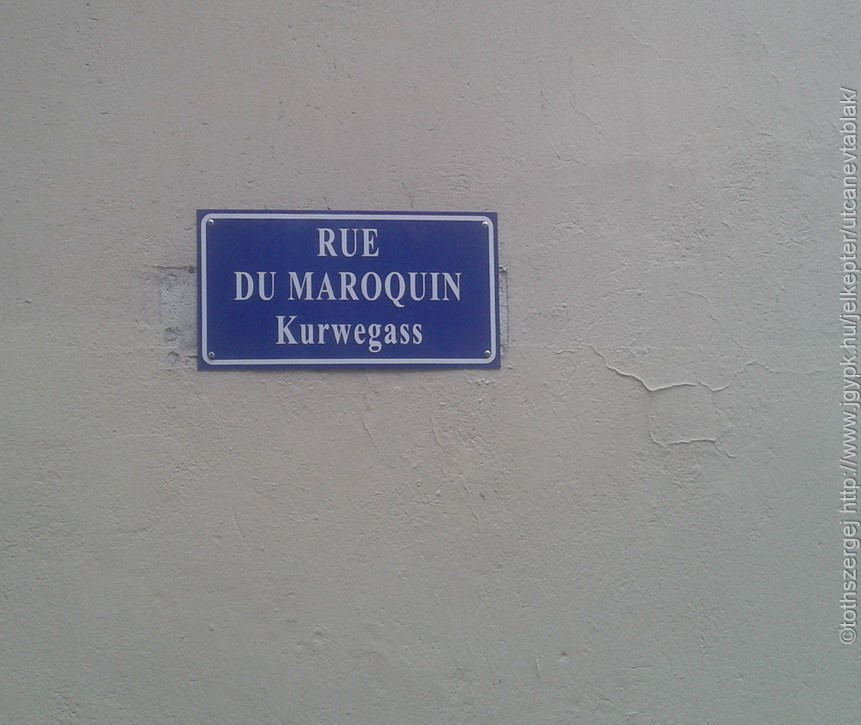 RUE
DU MAROQUIN
Kurwegass
©tothszergej http://www.jgypk.hu/jelkepter/utcanevtablak/